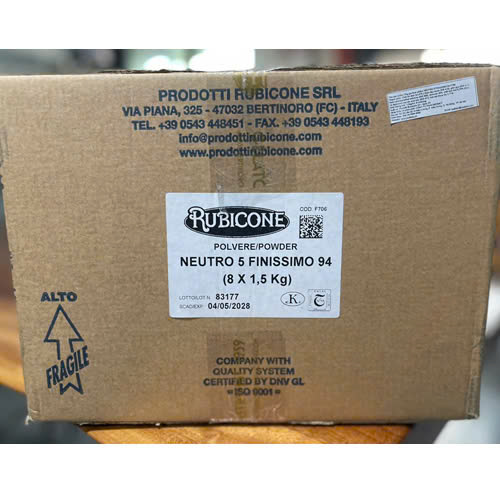 PRODOTTI RUBICONE SRL
VIA PIANA, 325 - 47032 BERTINORO (FC) - ITALY
TEL. +39 0543 448451 - FAX. +39 0543 448193
info@prodottirubicone.com
www.prodottirubicone.com
RUBICONE
COD. F706
POLVERE/POWDER
NEUTRO 5 FINISSIMO 94
(8 X 1,5 Kg)
LOTTO/LOT N. 83177
SCAD/EXP. 04/05/2028
K
ALTO
FRAGILE
COMPANY WITH
QUALITY SYSTEM
CERTIFIED BY DNV GL
=ISO 9001=